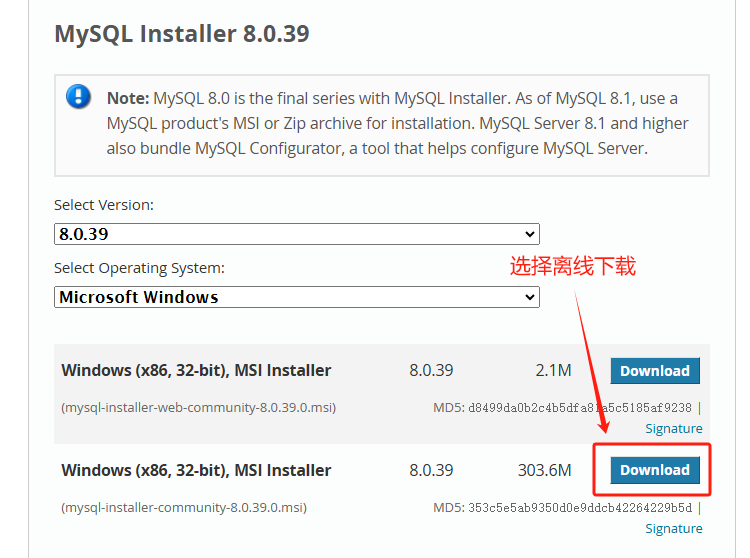 MySQL Installer 8.0.39
Note: MySQL 8.0 is the final series with MySQL Installer. As of MySQL 8.1, use a
MySQL product's MSI or Zip archive for installation. MySQL Server 8.1 and higher
also bundle MySQL Configurator, a tool that helps configure MySQL Server.
Select Version:
8.0.39
Select Operating System:
选择离线下载
Microsoft Windows
Windows (x86, 32-bit), MSI Installer 8.0.39 2.1M Download
(mysql-installer-web-community-8.0.39.0.msi) MD5: d8499da0b2c4b5dfa8fa5c5185af9238 |
Signature
Windows (x86, 32-bit), MSI Installer 8.0.39 303.6M Download
(mysql-installer-community-8.0.39.0.msi) MD5: 353c5e5ab9350d0e9ddcb42264229b5d |
Signature